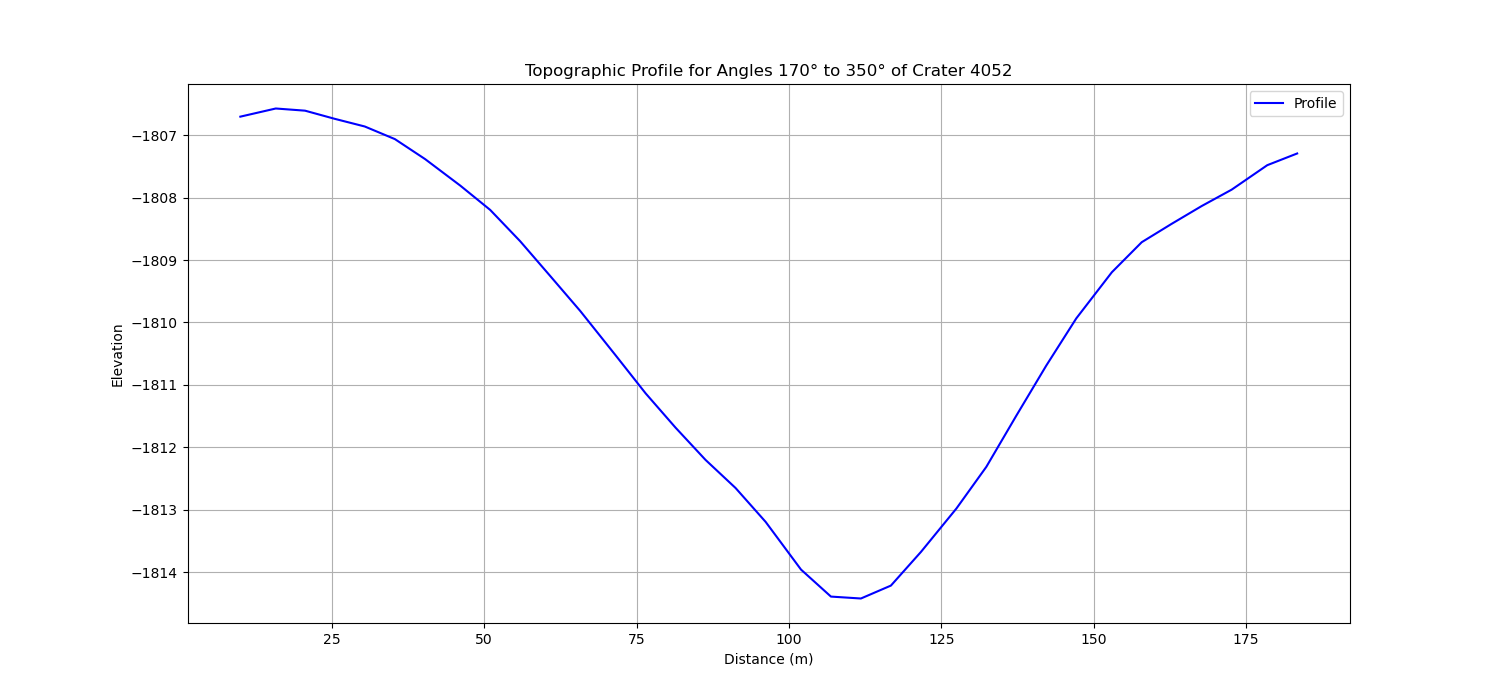 Topographic Profile for Angles 170° to 350° of Crater 4052
Profile
−1807
−1808
−1809
−1810
−1811
−1812
−1813
−1814
Elevation
25 50 75 100 125 150 175
Distance (m)